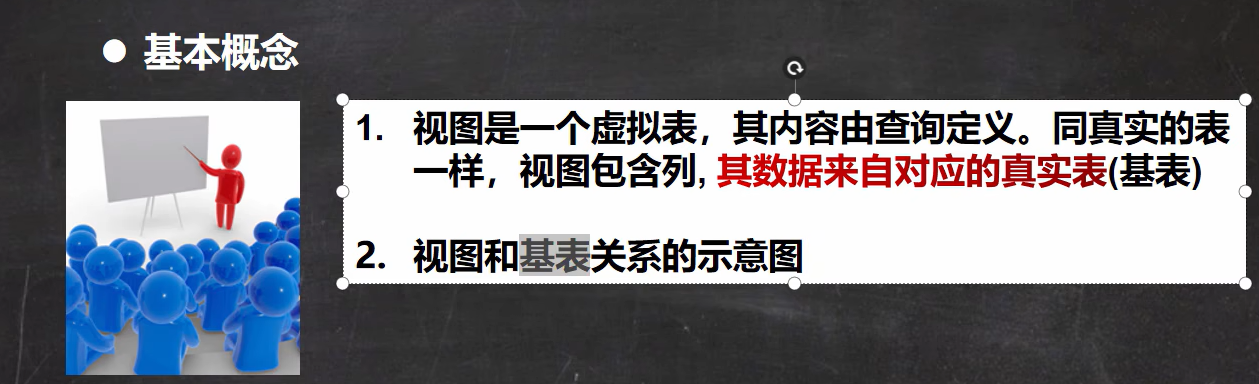 ● 基本概念
1. 视图是一个虚拟表，其内容由查询定义。同真实的表
一样，视图包含列, 其数据来自对应的真实表(基表)
2. 视图和基表关系的示意图